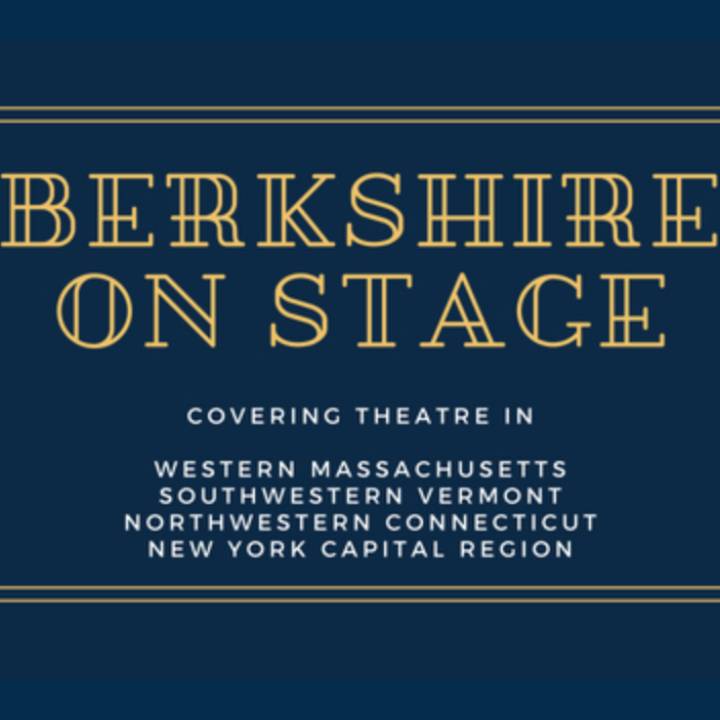 BERKSHIRE
ON STAGE
COVERING THEATRE IN
WESTERN MASSACHUSETTS
SOUTHWESTERN VERMONT
NORTHWESTERN CONNECTICUT
NEW YORK CAPITAL REGION